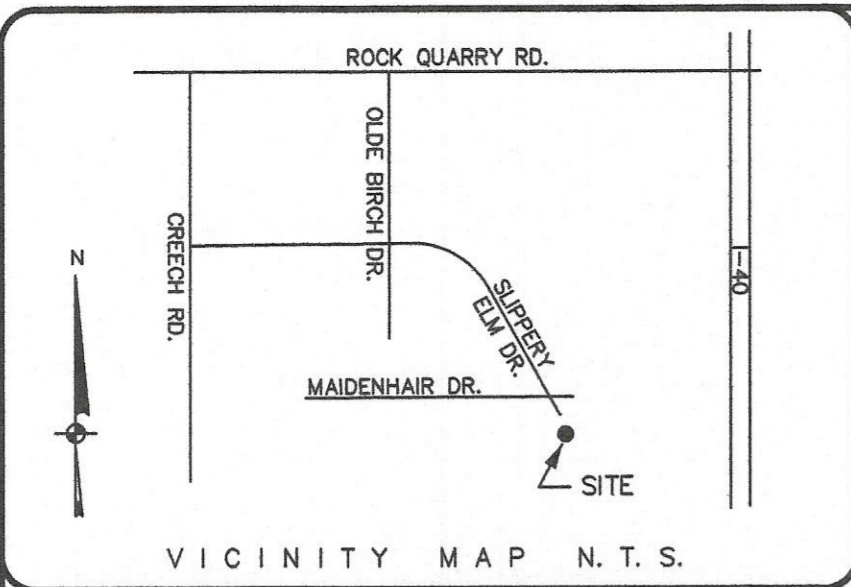 ROCK QUARRY RD.
OLDE BIRCH DR.
CREECH RD.
N
I-40
SLIPPERY
ELM DR.
MAIDENHAIR DR.
SITE
VICINITY MAP N.T.S.